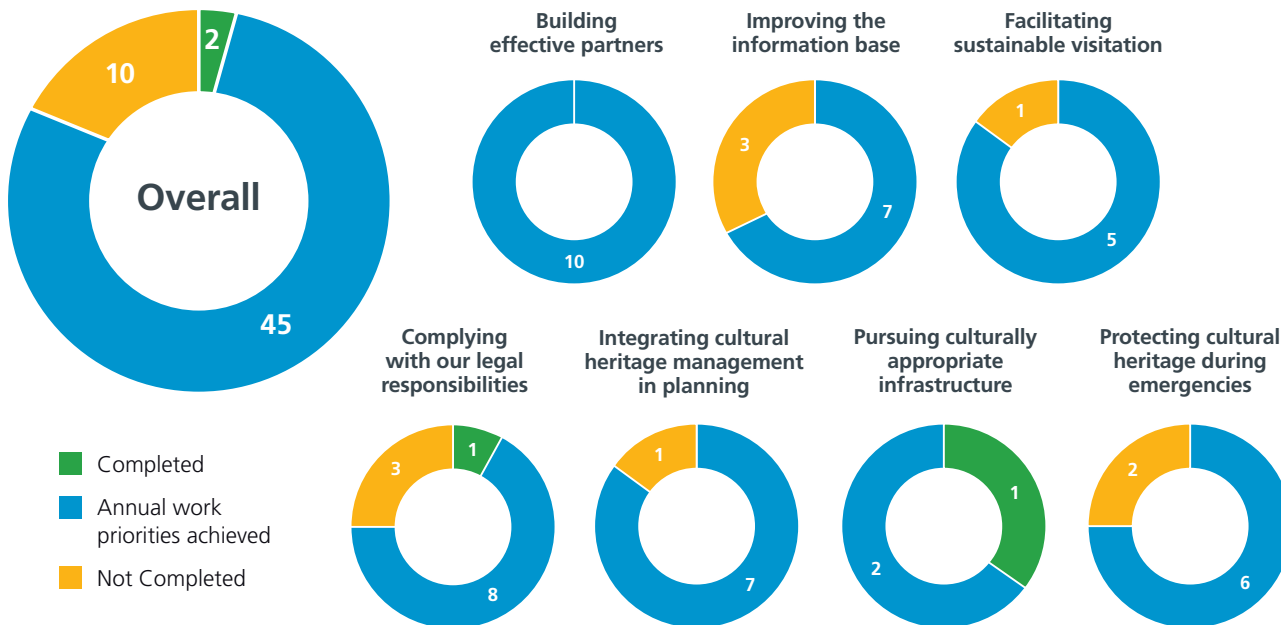 2
10
45
Overall
Building
effective partners
10
Improving the
information base
3
7
Facilitating
sustainable visitation
1
5
Complying
with our legal
responsibilities
1
3
8
Integrating cultural
heritage management
in planning
1
7
Pursuing culturally
appropriate
infrastructure
1
2
Protecting cultural
heritage during
emergencies
2
6
Completed
Annual work
priorities achieved
Not Completed